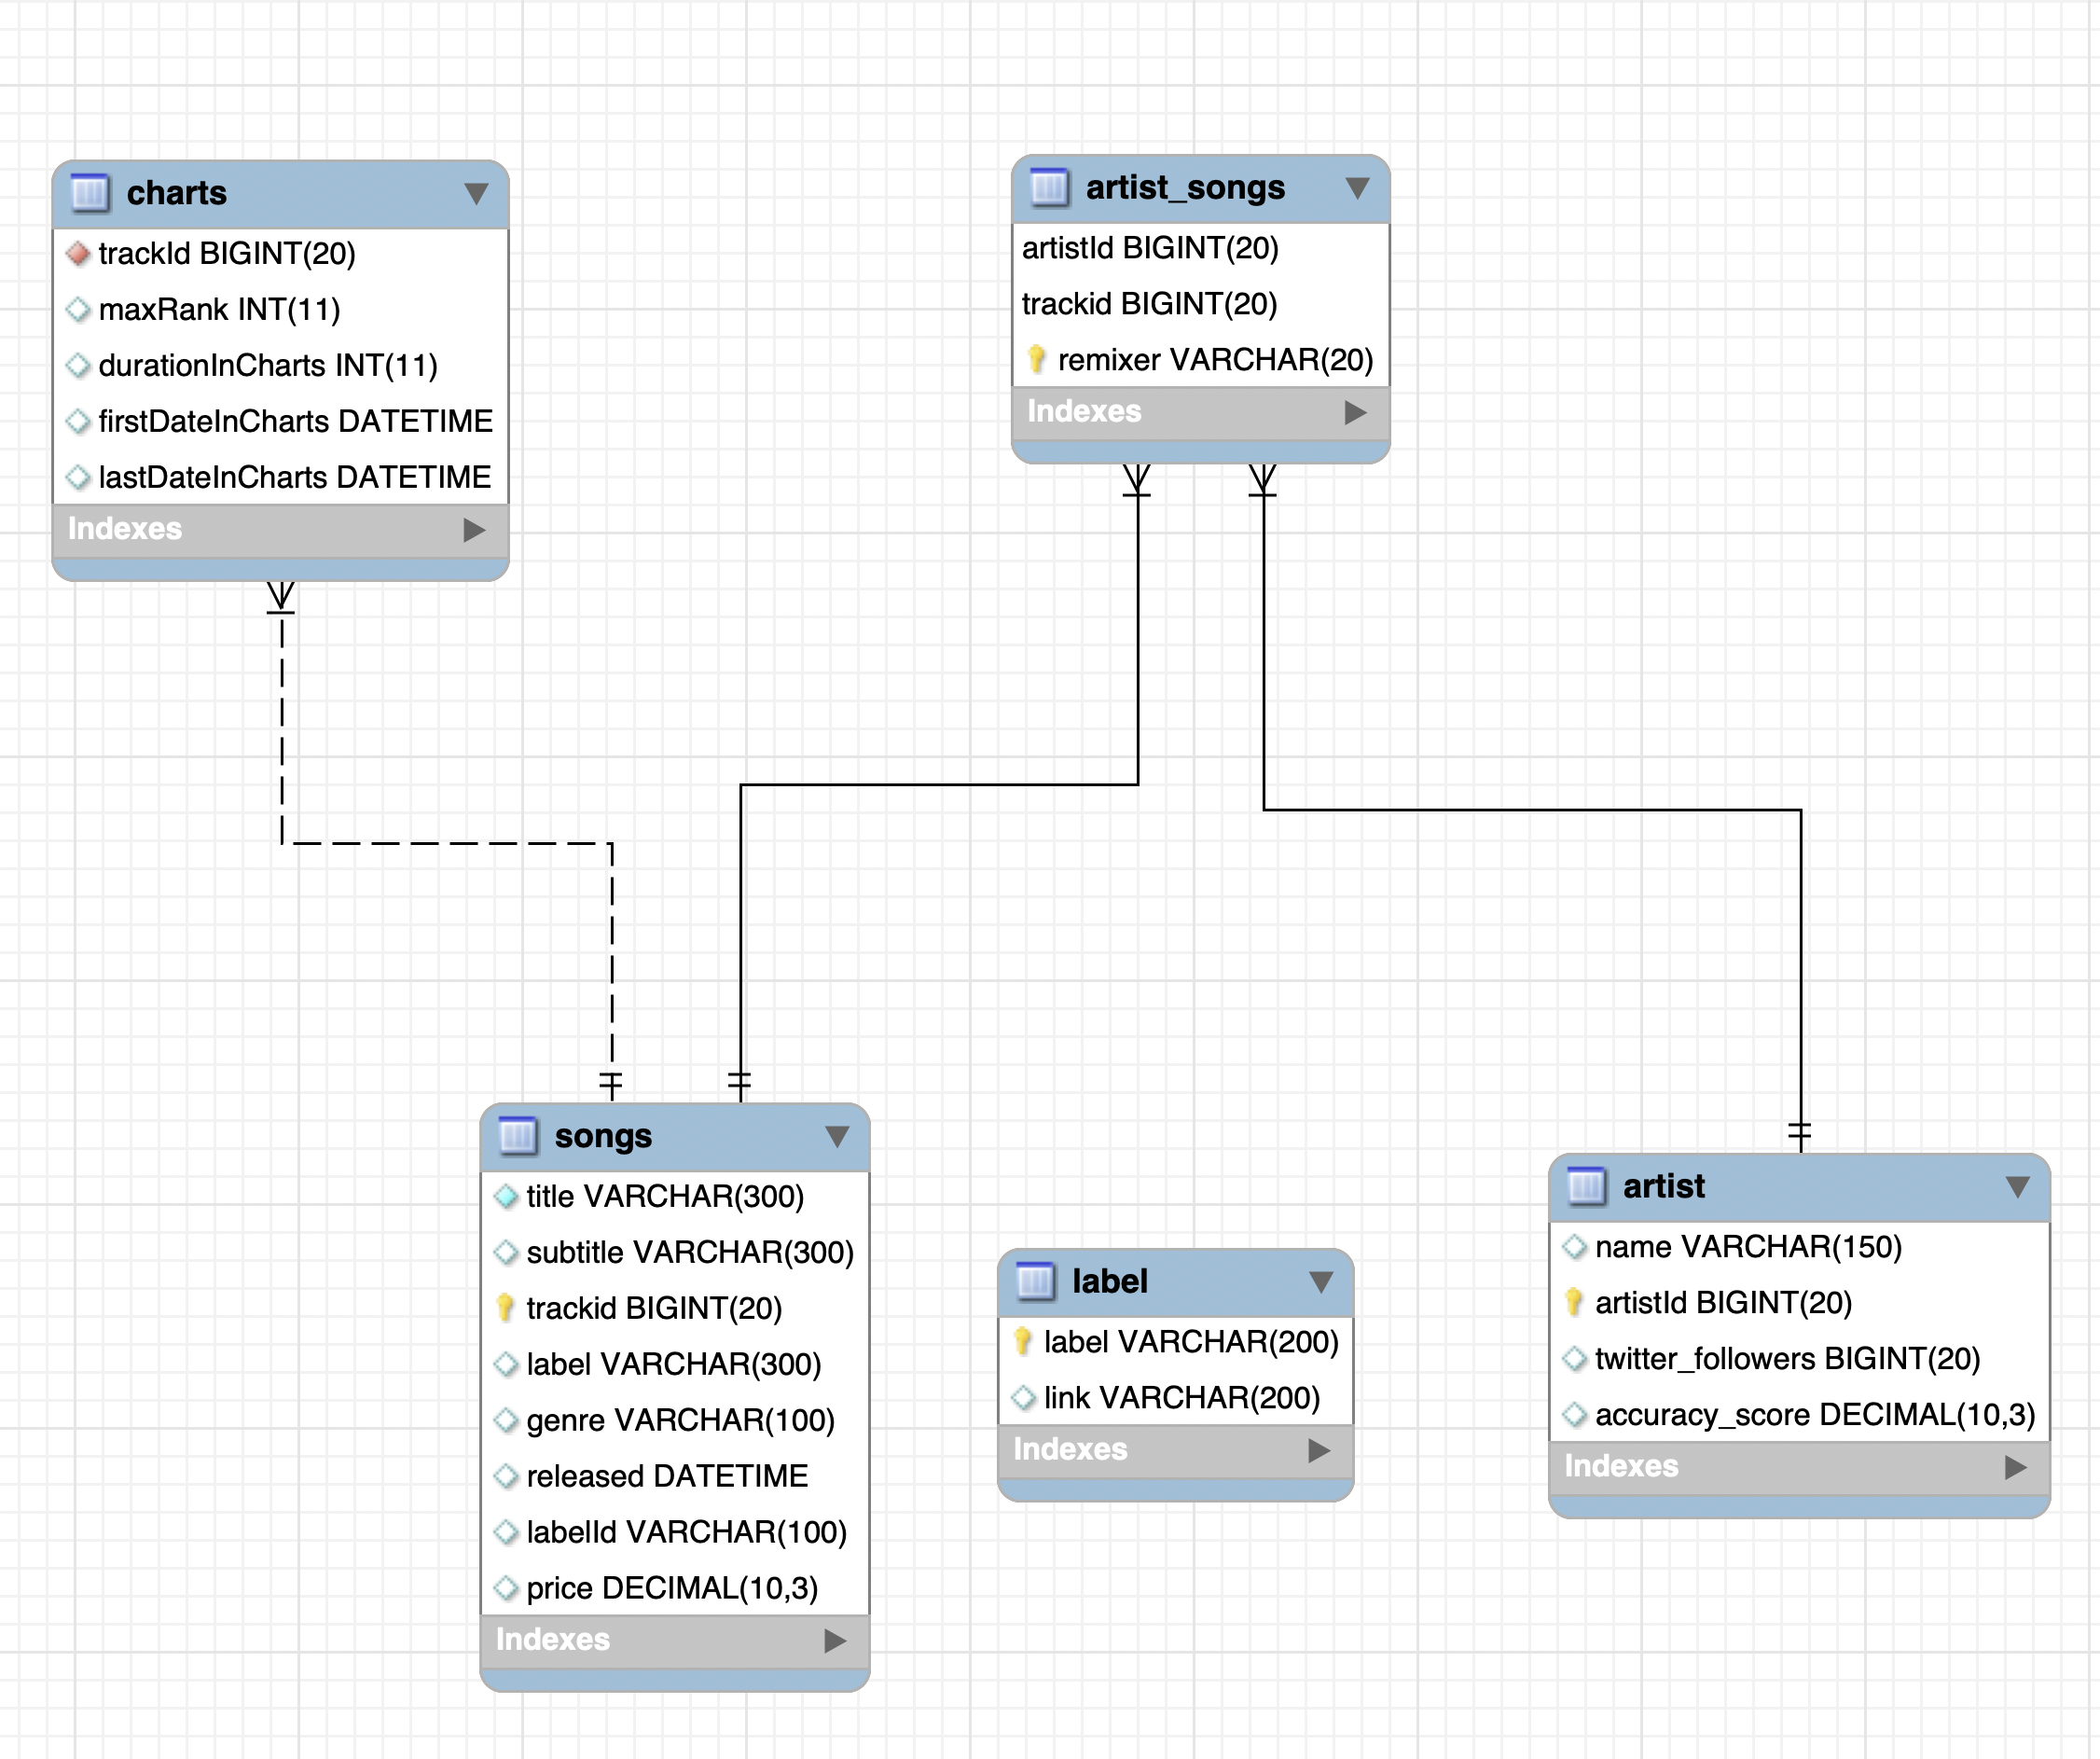 charts
trackId BIGINT(20)
maxRank INT(11)
durationInCharts INT(11)
firstDateInCharts DATETIME
lastDateInCharts DATETIME
Indexes
artist_songs
artistId BIGINT(20)
trackid BIGINT(20)
remixer VARCHAR(20)
Indexes
songs
title VARCHAR(300)
subtitle VARCHAR(300)
trackid BIGINT(20)
label VARCHAR(300)
genre VARCHAR(100)
released DATETIME
labelId VARCHAR(100)
price DECIMAL(10,3)
Indexes
label
label VARCHAR(200)
link VARCHAR(200)
Indexes
artist
name VARCHAR(150)
artistId BIGINT(20)
twitter_followers BIGINT(20)
accuracy_score DECIMAL(10,3)
Indexes